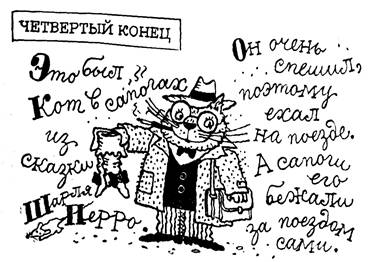 ЧЕТВЕРТЫЙ КОНЕЦ
Это был
Кот в сапогах
из
сказки
Шарля
Перро
Он очень
спешил,
поэтому
ехал
на поезде.
А сапоги
его
бежали
за поездом
сами.